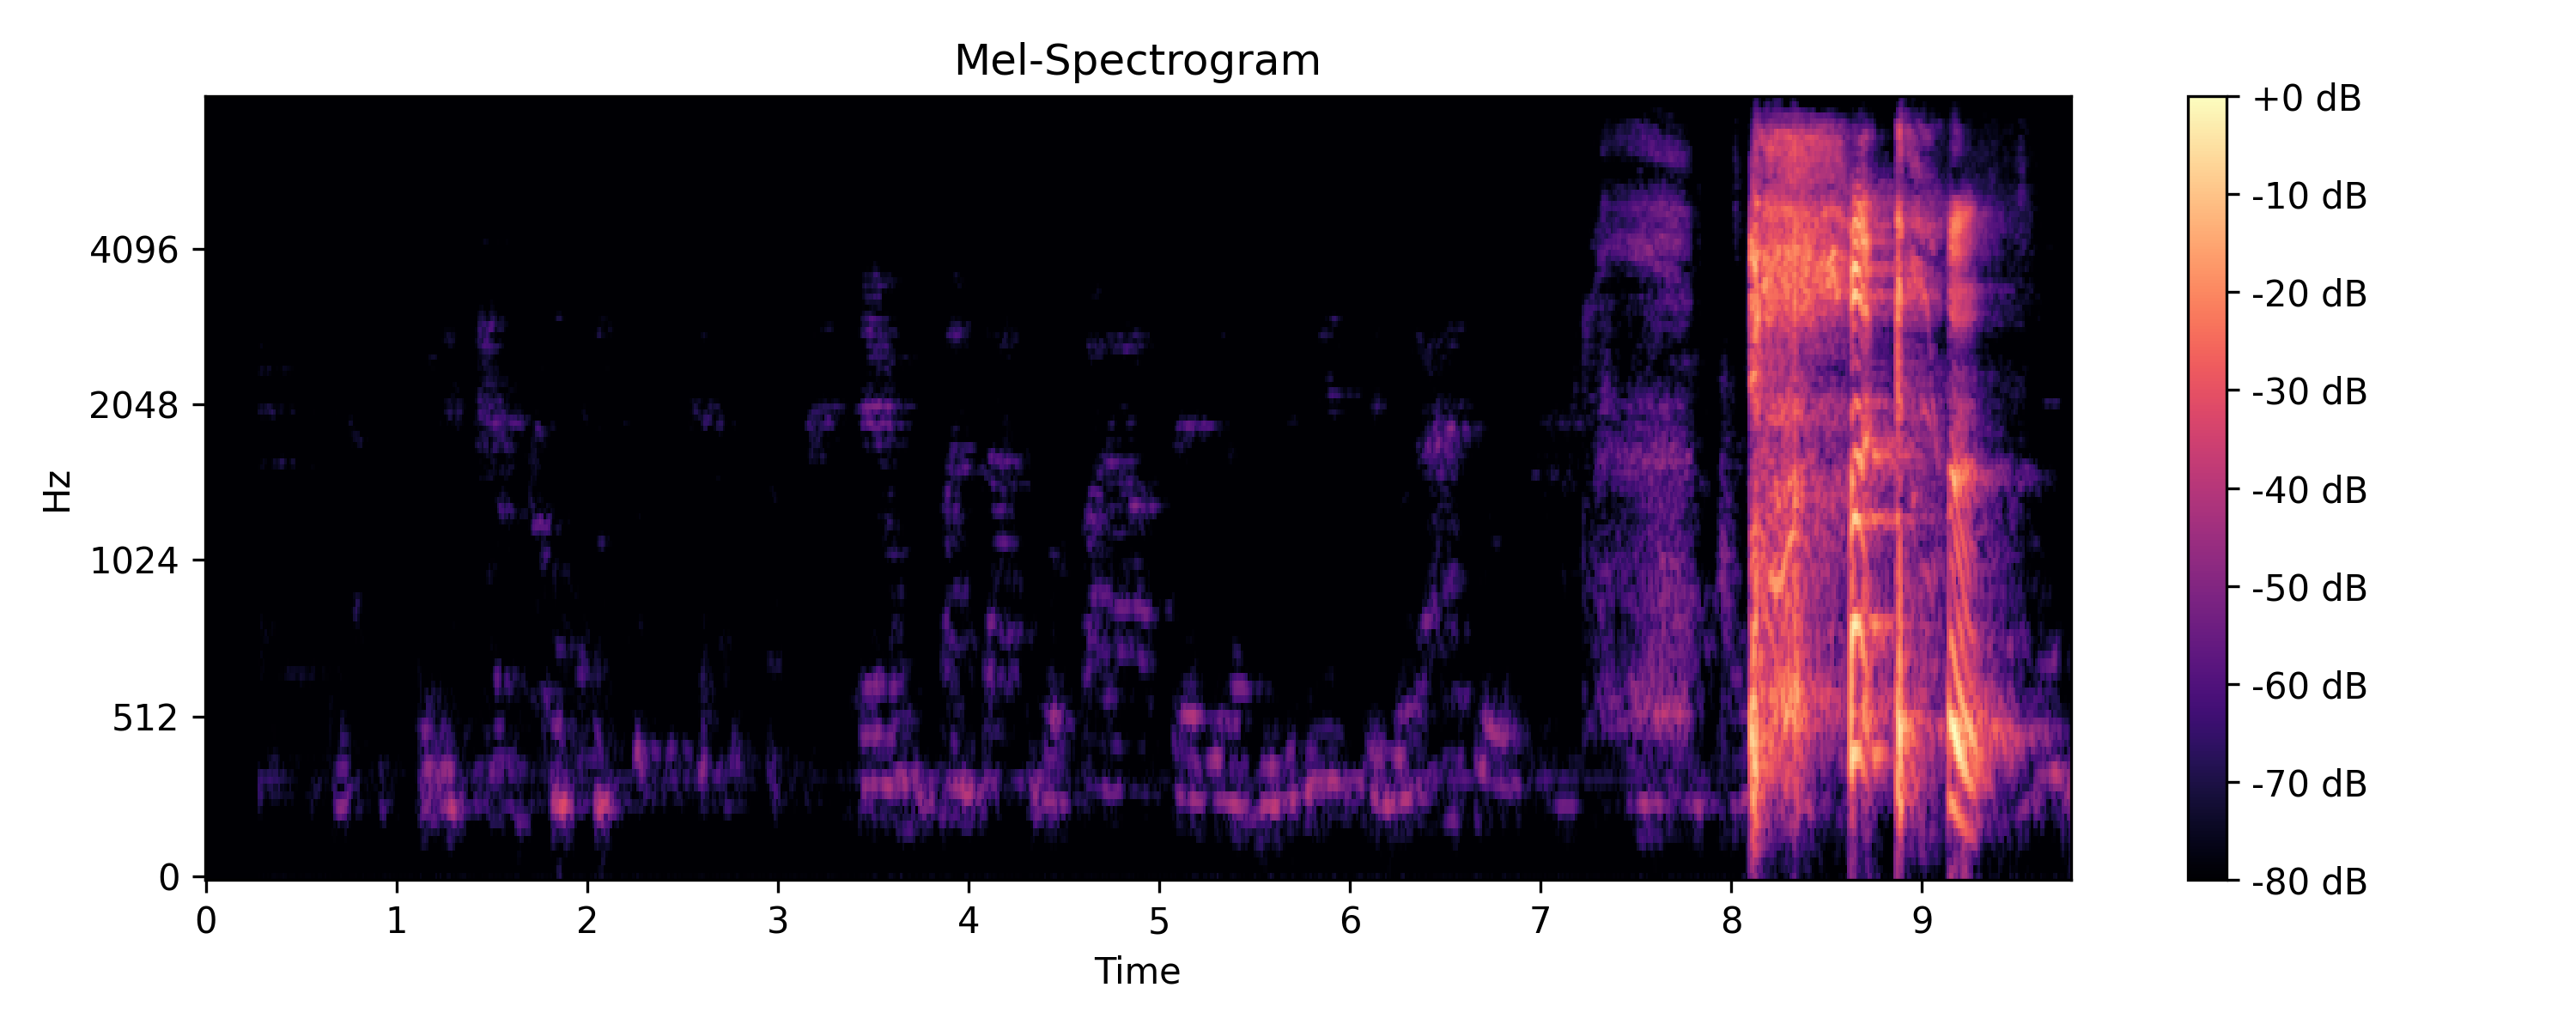 Mel-Spectrogram
Hz
4096
2048
1024
512
0
0 1 2 3 4 5 6 7 8 9
Time
+0 dB
-10 dB
-20 dB
-30 dB
-40 dB
-50 dB
-60 dB
-70 dB
-80 dB